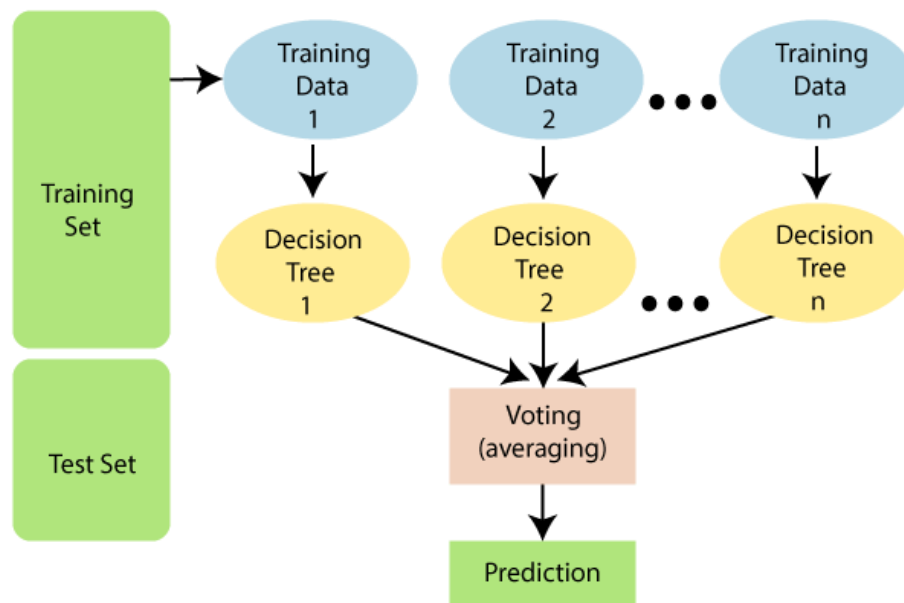 Training
Set
Test Set
Training
Data
1
Training
Data
2
Training
Data
n
Decision
Tree
1
Decision
Tree
2
Decision
Tree
n
Voting
(averaging)
Prediction